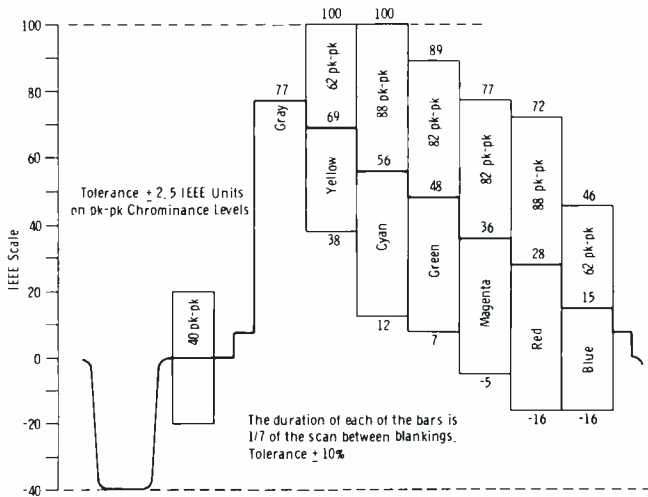 100
80
60
40
20
0
-20
-40
IEEE Scale
Tolerance ± 2.5 IEEE Units
on pk-pk Chrominance Levels
40 pk-pk
77
Gray
100
62 pk-pk
69
Yellow
38
100
88 pk-pk
56
Cyan
12
89
82 pk-pk
48
Green
7
77
82 pk-pk
36
Magenta
-5
72
88 pk-pk
28
Red
-16
46
62 pk-pk
15
Blue
-16
The duration of each of the bars is
1/7 of the scan between blankings.
Tolerance ± 10%